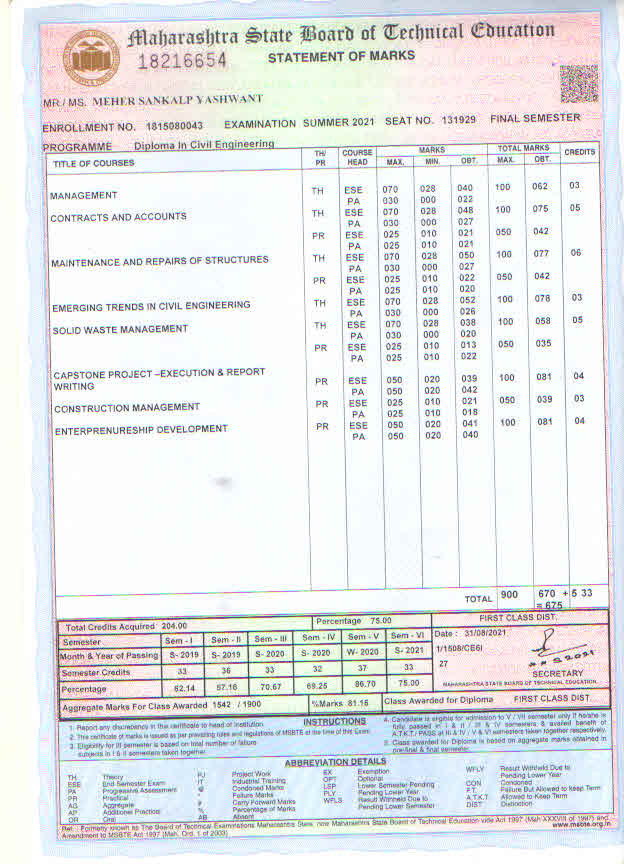 Maharashtra State Board of Technical Education
18216654
STATEMENT OF MARKS
MR./ MS. MEHER SANKALP YASHWANT
ENROLLMENT NO. 1815080043 EXAMINATION SUMMER 2021 SEAT NO. 131929 FINAL SEMESTER
PROGRAMME Diploma In Civil Engineering
TITLE OF COURSES TH/ PR COURSE HEAD MARKS MAX. MIN. OBT. TOTAL MARKS MAX. OBT. CREDITS
MANAGEMENT TH ESE 070 028 040 100 062 03
PA 030 000 022
CONTRACTS AND ACCOUNTS TH ESE 070 028 048 100 075 05
PA 030 000 027
PR ESE 025 010 021 050 042
PA 025 010 021
MAINTENANCE AND REPAIRS OF STRUCTURES TH ESE 070 028 050 100 077 06
PA 030 000 027
PR ESE 025 010 022 050 042
PA 025 010 020
EMERGING TRENDS IN CIVIL ENGINEERING TH ESE 070 028 052 100 078 03
PA 030 000 026
SOLID WASTE MANAGEMENT TH ESE 070 028 038 100 058 05
PA 030 000 020
PR ESE 025 010 013 050 035
PA 025 010 022
CAPSTONE PROJECT –EXECUTION & REPORT PR ESE 050 020 039 100 081 04
WRITING PA 050 020 042
CONSTRUCTION MANAGEMENT PR ESE 025 010 021 050 039 03
PA 025 010 018
ENTERPRENUREESHIP DEVELOPMENT PR ESE 050 020 041 100 081 04
PA 050 020 040
TOTAL 900 670 +5 33
= 675
Total Credits Acquired 204.00 Percentage 75.00 FIRST CLASS DIST.
Semester Sem - I Sem - II Sem - III Sem - IV Sem - V Sem - VI
Month & Year of Passing S- 2019 S- 2019 S- 2020 S- 2020 W- 2020 S- 2021
Semester Credits 33 36 33 32 37 33
Percentage 62.14 57.16 70.67 69.25 86.70 75.00
Date : 31/08/2021
1/1508/CE6I
27
S 2021
SECRETARY
MAHARASHTRA STATE BOARD OF TECHNICAL EDUCATION.
Aggregate Marks For Class Awarded 1542 / 1900 %Marks 81.16 Class Awarded for Diploma FIRST CLASS DIST.
INSTRUCTIONS
1. Report any discrepancy in this certificate to head of institution.
2. This certificate of marks is issued as per providing rules and regulations of MSBTE at the time of this Exam.
3. Eligibility for III semester is based on total number of failure
subjects in I & II semesters taken together.
4. Candidate is eligible for admission to V / VII semester only if he/she is
fully passed in I & II / III & IV semesters & availed benefit of
A.T.K.T./ PASS at III & IV / V & VI semesters taken together respectively.
5. Class awarded for Diploma is based on aggregate marks obtained in
pre-final & final semester.
ABBREVIATION DETAILS
TH Theory
ESE End Semester Exam
PA Progressive Assessment
PR Practical
AG Aggregate
AP Additional Practical
OR Oral
PJ Project Work
IT Industrial Training
@ Condoned Marks
* Failure Marks
# Carry Forward Marks
% Percentage of Marks
AB Absent
EX Exemption
OPT Optional
LSP Lower Semester Pending
PLY Pending Lower Year
WFLS Result Withheld Due to
Pending Lower Semester
WFLY Result Withheld Due to
Pending Lower Year
CON Condoned
F.T. Failure But Allowed to keep Term
A.T.K.T. Allowed to Keep Term
DIST Distinction
Ref. : Formerly known as The Board of Technical Examinations Maharashtra State, now Maharashtra State Board of Technical Education vide Act 1997 (Mah XXXVIII of 1997) and
Amendment to MSBTE Act 1997 (Mah. Ord. 1 of 2003)
www.msbte.org.in